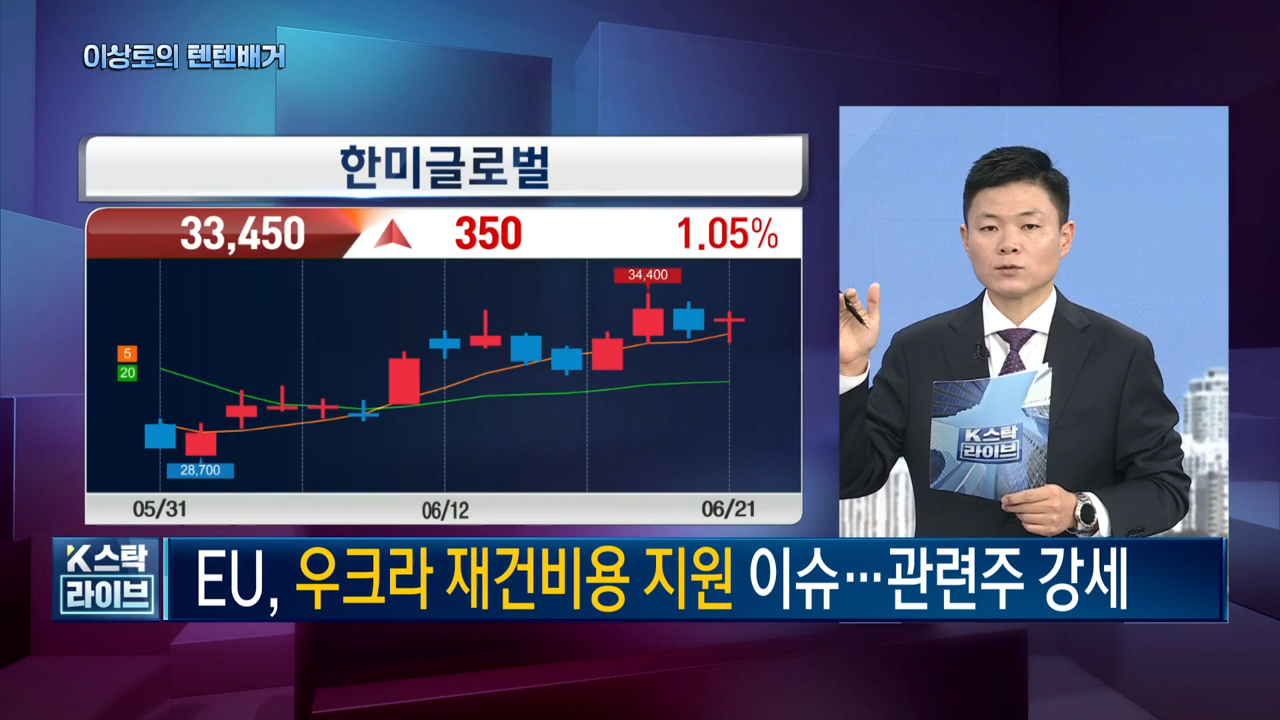 이상로의 텐텐배거
한미글로벌
33,450 350 1.05%
34,400
5
20
28,700
05/31 06/12 06/21
K스탁
라이브
K스탁
라이브
EU, 우크라 재건비용 지원 이슈…관련주 강세